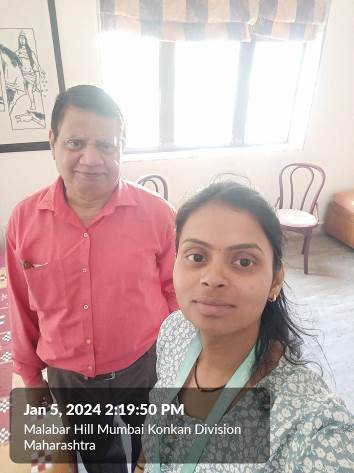 Jan 5, 2024 2:19:50 PM
Malabar Hill Mumbai Konkan Division
Maharashtra